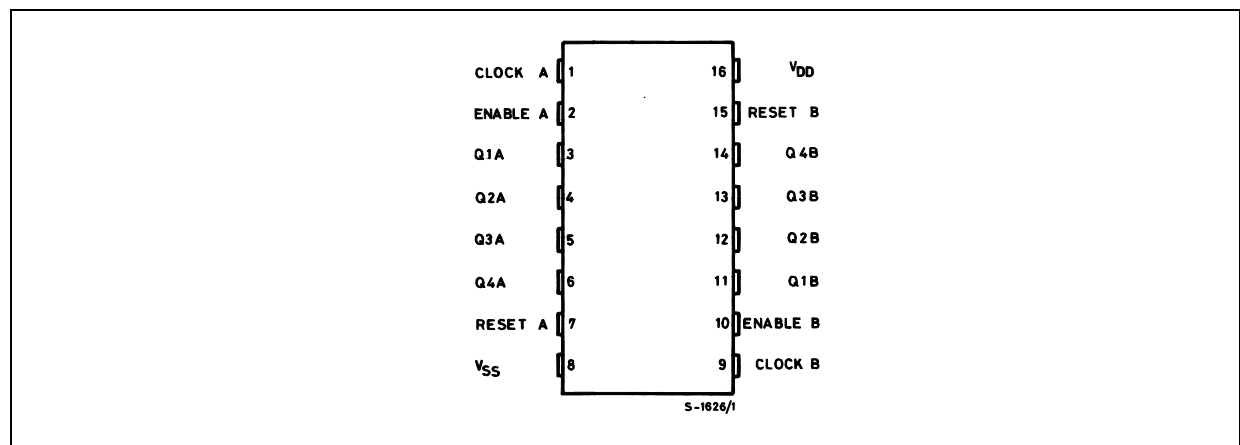 CLOCK A 1 16 VDD
ENABLE A 2 15 RESET B
Q1A 3 14 Q4B
Q2A 4 13 Q3B
Q3A 5 12 Q2B
Q4A 6 11 Q1B
RESET A 7 10 ENABLE B
VSS 8 9 CLOCK B
S-1626/1